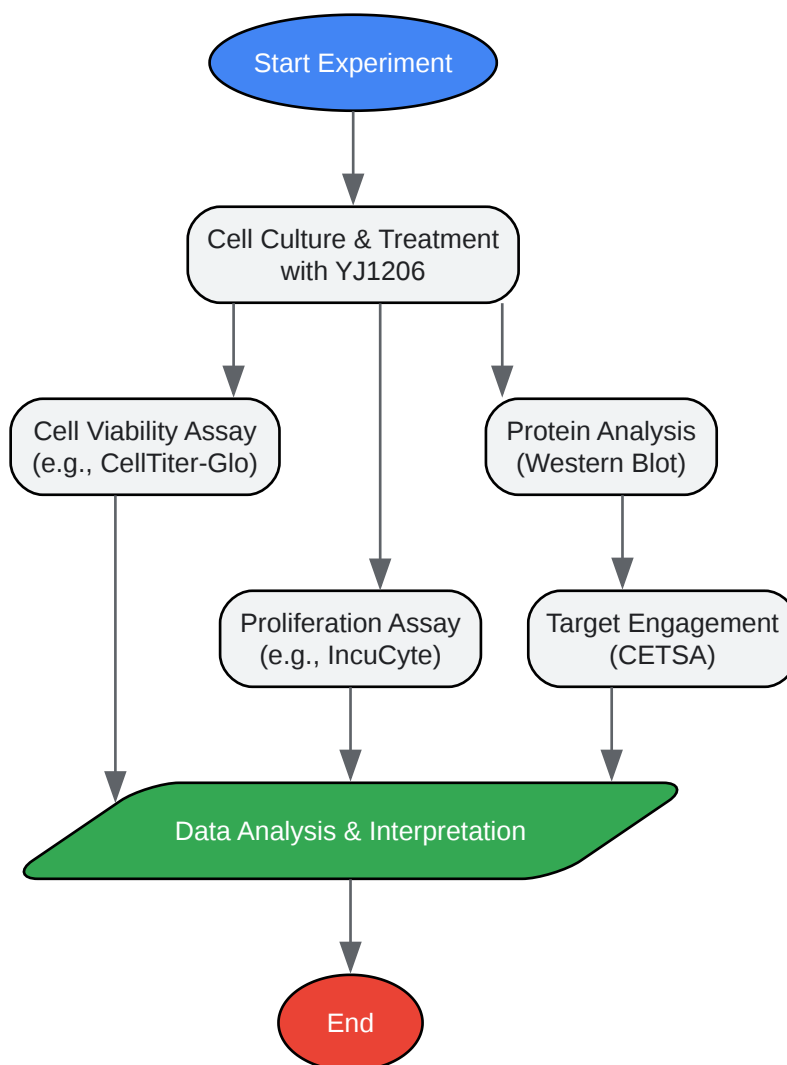 Start Experiment
Cell Culture & Treatment
with YJ1206
Cell Viability Assay
(e.g., CellTiter-Glo)
Protein Analysis
(Western Blot)
Proliferation Assay
(e.g., IncuCyte)
Target Engagement
(CETSA)
Data Analysis & Interpretation
End